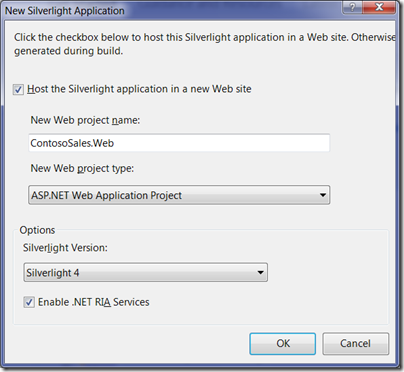 New Silverlight Application
Click the checkbox below to host this Silverlight application in a Web site. Otherwise
generated during build.
Host the Silverlight application in a new Web site
New Web project name:
ContosoSales.Web
New Web project type:
ASP.NET Web Application Project
Options
Silverlight Version:
Silverlight 4
Enable .NET RIA Services
OK
Cancel